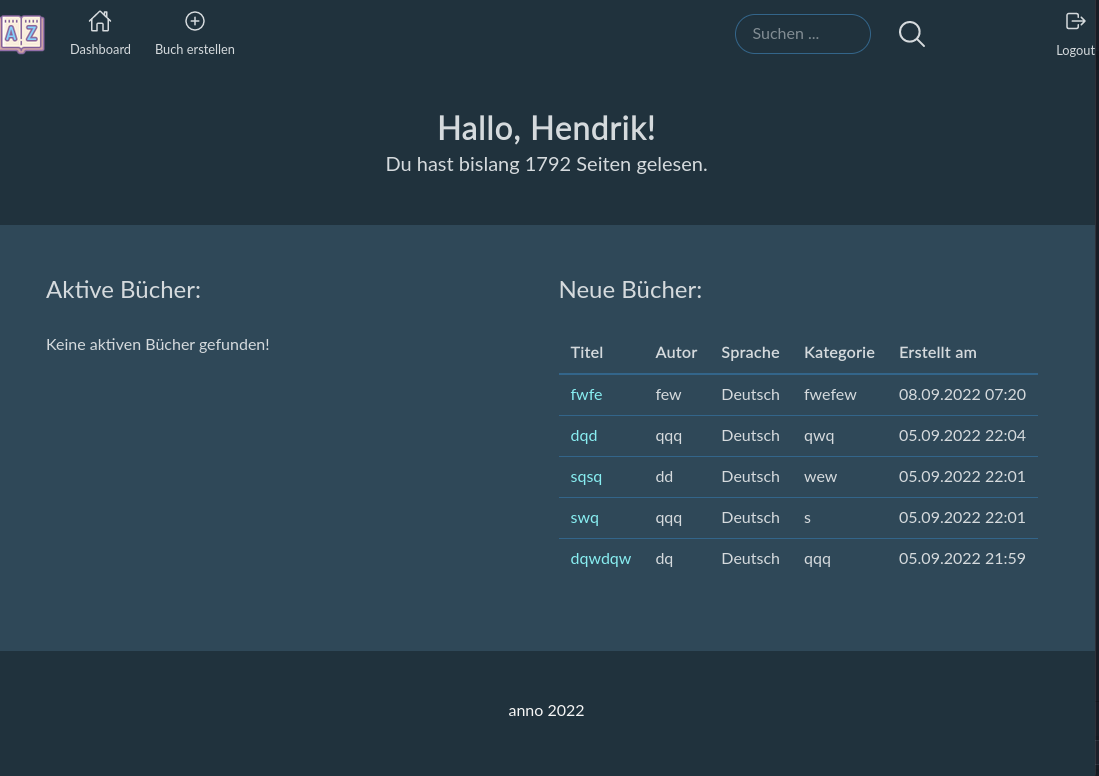 A Z
Dashboard
Buch erstellen
Suchen ...
Logout
Hallo, Hendrik!
Du hast bislang 1792 Seiten gelesen.
Aktive Bücher:
Keine aktiven Bücher gefunden!
Neue Bücher:
Titel Autor Sprache Kategorie Erstellt am
fwfe few Deutsch fwefew 08.09.2022 07:20
dqd qqq Deutsch qwq 05.09.2022 22:04
sqsq dd Deutsch wew 05.09.2022 22:01
swq qqq Deutsch s 05.09.2022 22:01
dqwdqw dq Deutsch qqq 05.09.2022 21:59
anno 2022